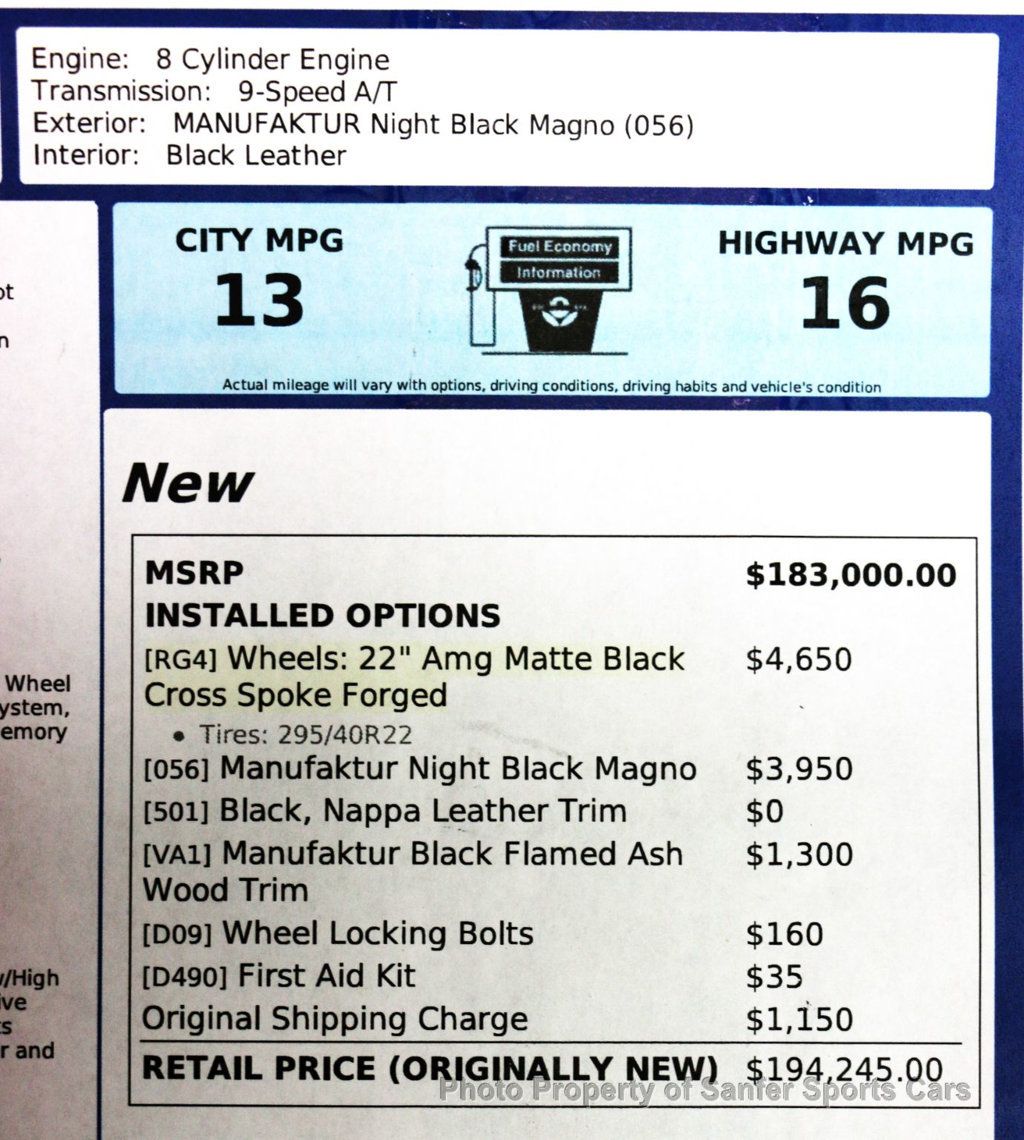 Engine: 8 Cylinder Engine
Transmission: 9-Speed A/T
Exterior: MANUFAKTUR Night Black Magno (056)
Interior: Black Leather
CITY MPG
13
Fuel Economy
Information
HIGHWAY MPG
16
Actual mileage will vary with options, driving conditions, driving habits and vehicle's condition
ot
n
Wheel
ystem,
emory
/High
ive
ts
r and
New
MSRP $183,000.00
INSTALLED OPTIONS
[RG4] Wheels: 22" Amg Matte Black $4,650
Cross Spoke Forged
• Tires: 295/40R22
[056] Manufaktur Night Black Magno $3,950
[501] Black, Nappa Leather Trim $0
[VA1] Manufaktur Black Flamed Ash $1,300
Wood Trim
[D09] Wheel Locking Bolts $160
[D490] First Aid Kit $35
Original Shipping Charge $1,150
RETAIL PRICE (ORIGINALLY NEW) $194,245.00
Photo Property of Sanfer Sports Cars